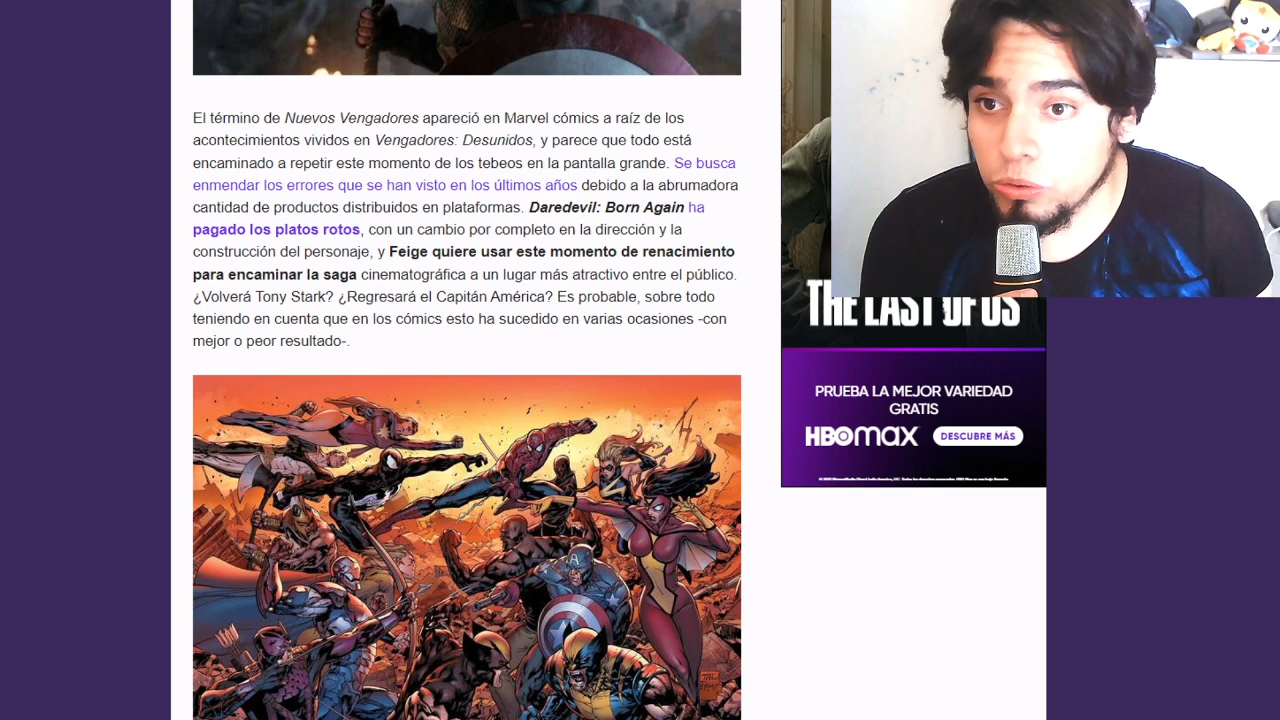 El término de Nuevos Vengadores apareció en Marvel cómics a raíz de los
acontecimientos vividos en Vengadores: Desunidos, y parece que todo está
encaminado a repetir este momento de los tebeos en la pantalla grande. Se busca
enmendar los errores que se han visto en los últimos años debido a la abrumadora
cantidad de productos distribuidos en plataformas. Daredevil: Born Again ha
pagado los platos rotos, con un cambio por completo en la dirección y la
construcción del personaje, y Feige quiere usar este momento de renacimiento
para encaminar la saga cinematográfica a un lugar más atractivo entre el público.
¿Volverá Tony Stark? ¿Regresará el Capitán América? Es probable, sobre todo
teniendo en cuenta que en los cómics esto ha sucedido en varias ocasiones -con
mejor o peor resultado-.
THE LAST OF US
PRUEBA LA MEJOR VARIEDAD
GRATIS
HBOmax
DESCUBRE MÁS